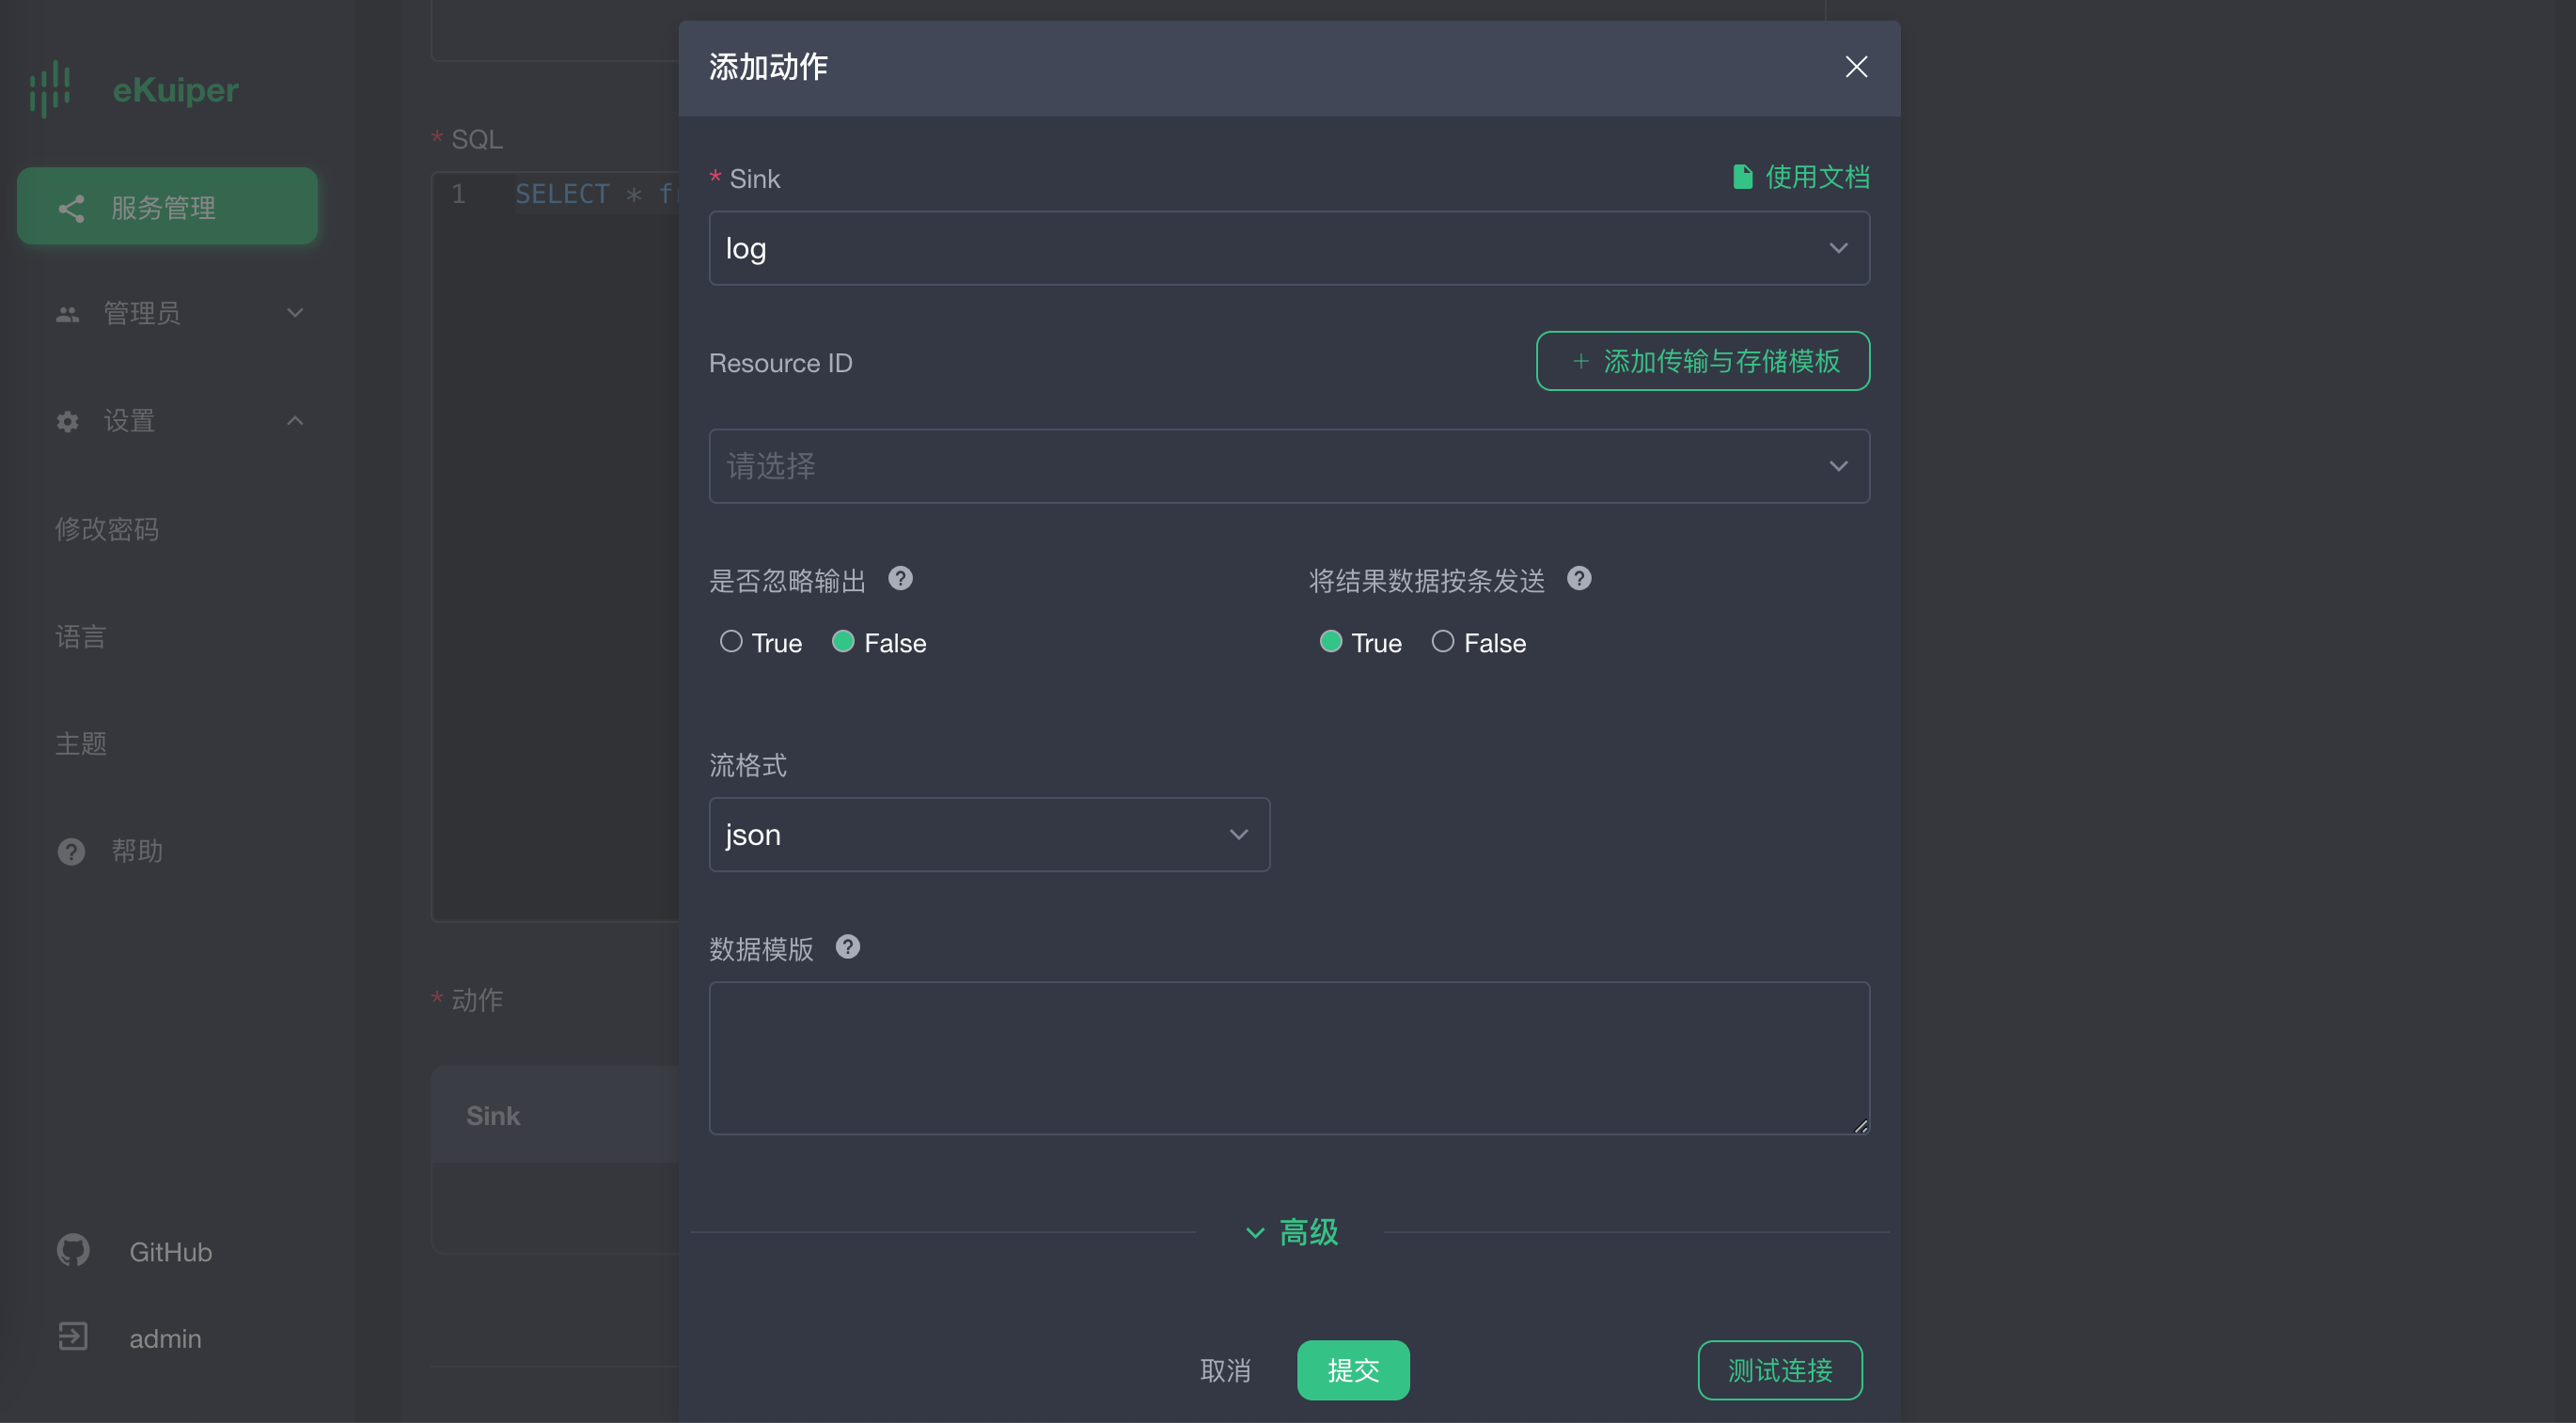 eKuiper
服务管理
管理员
设置
修改密码
语言
主题
帮助
GitHub
admin
* SQL
1 SELECT * f
* 动作
Sink
添加动作
* Sink
使用文档
log
Resource ID
+ 添加传输与存储模板
请选择
是否忽略输出 ?
将结果数据按条发送 ?
True False
True False
流格式
json
数据模版 ?
高级
取消
提交
测试连接